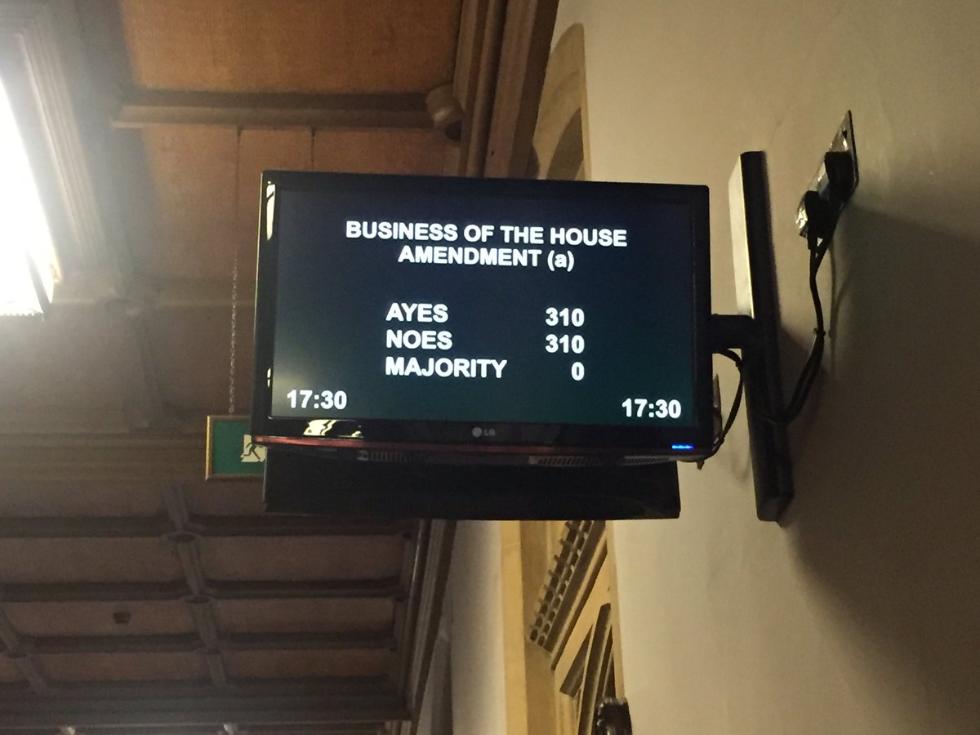 BUSINESS OF THE HOUSE
AMENDMENT (a)
AYES 310
NOES 310
MAJORITY 0
17:30 17:30
LG